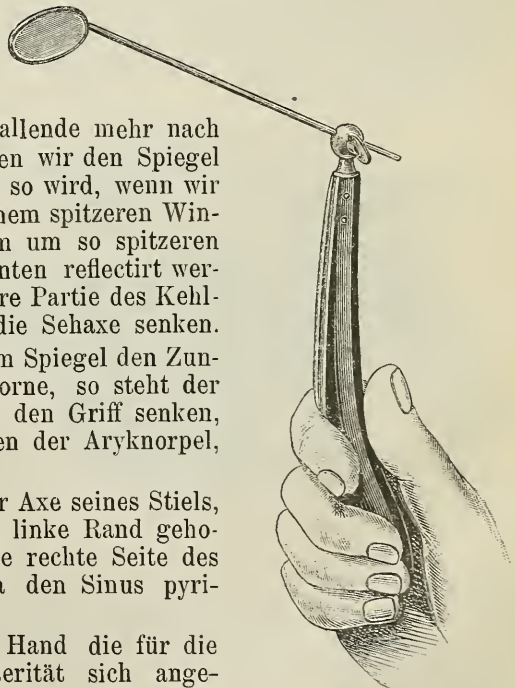 allende mehr nach
en wir den Spiegel
so wird, wenn wir
nem spitzeren Win-
n um so spitzeren
nten reflectirt wer-
re Partie des Kehl-
die Sehaxe senken.
m Spiegel den Zun-
orne, so steht der
den Griff senken,
en der Aryknorpel,
r Axe seines Stiels,
linke Rand geho-
e rechte Seite des
a den Sinus pyri-
Hand die für die
serität sich ange-